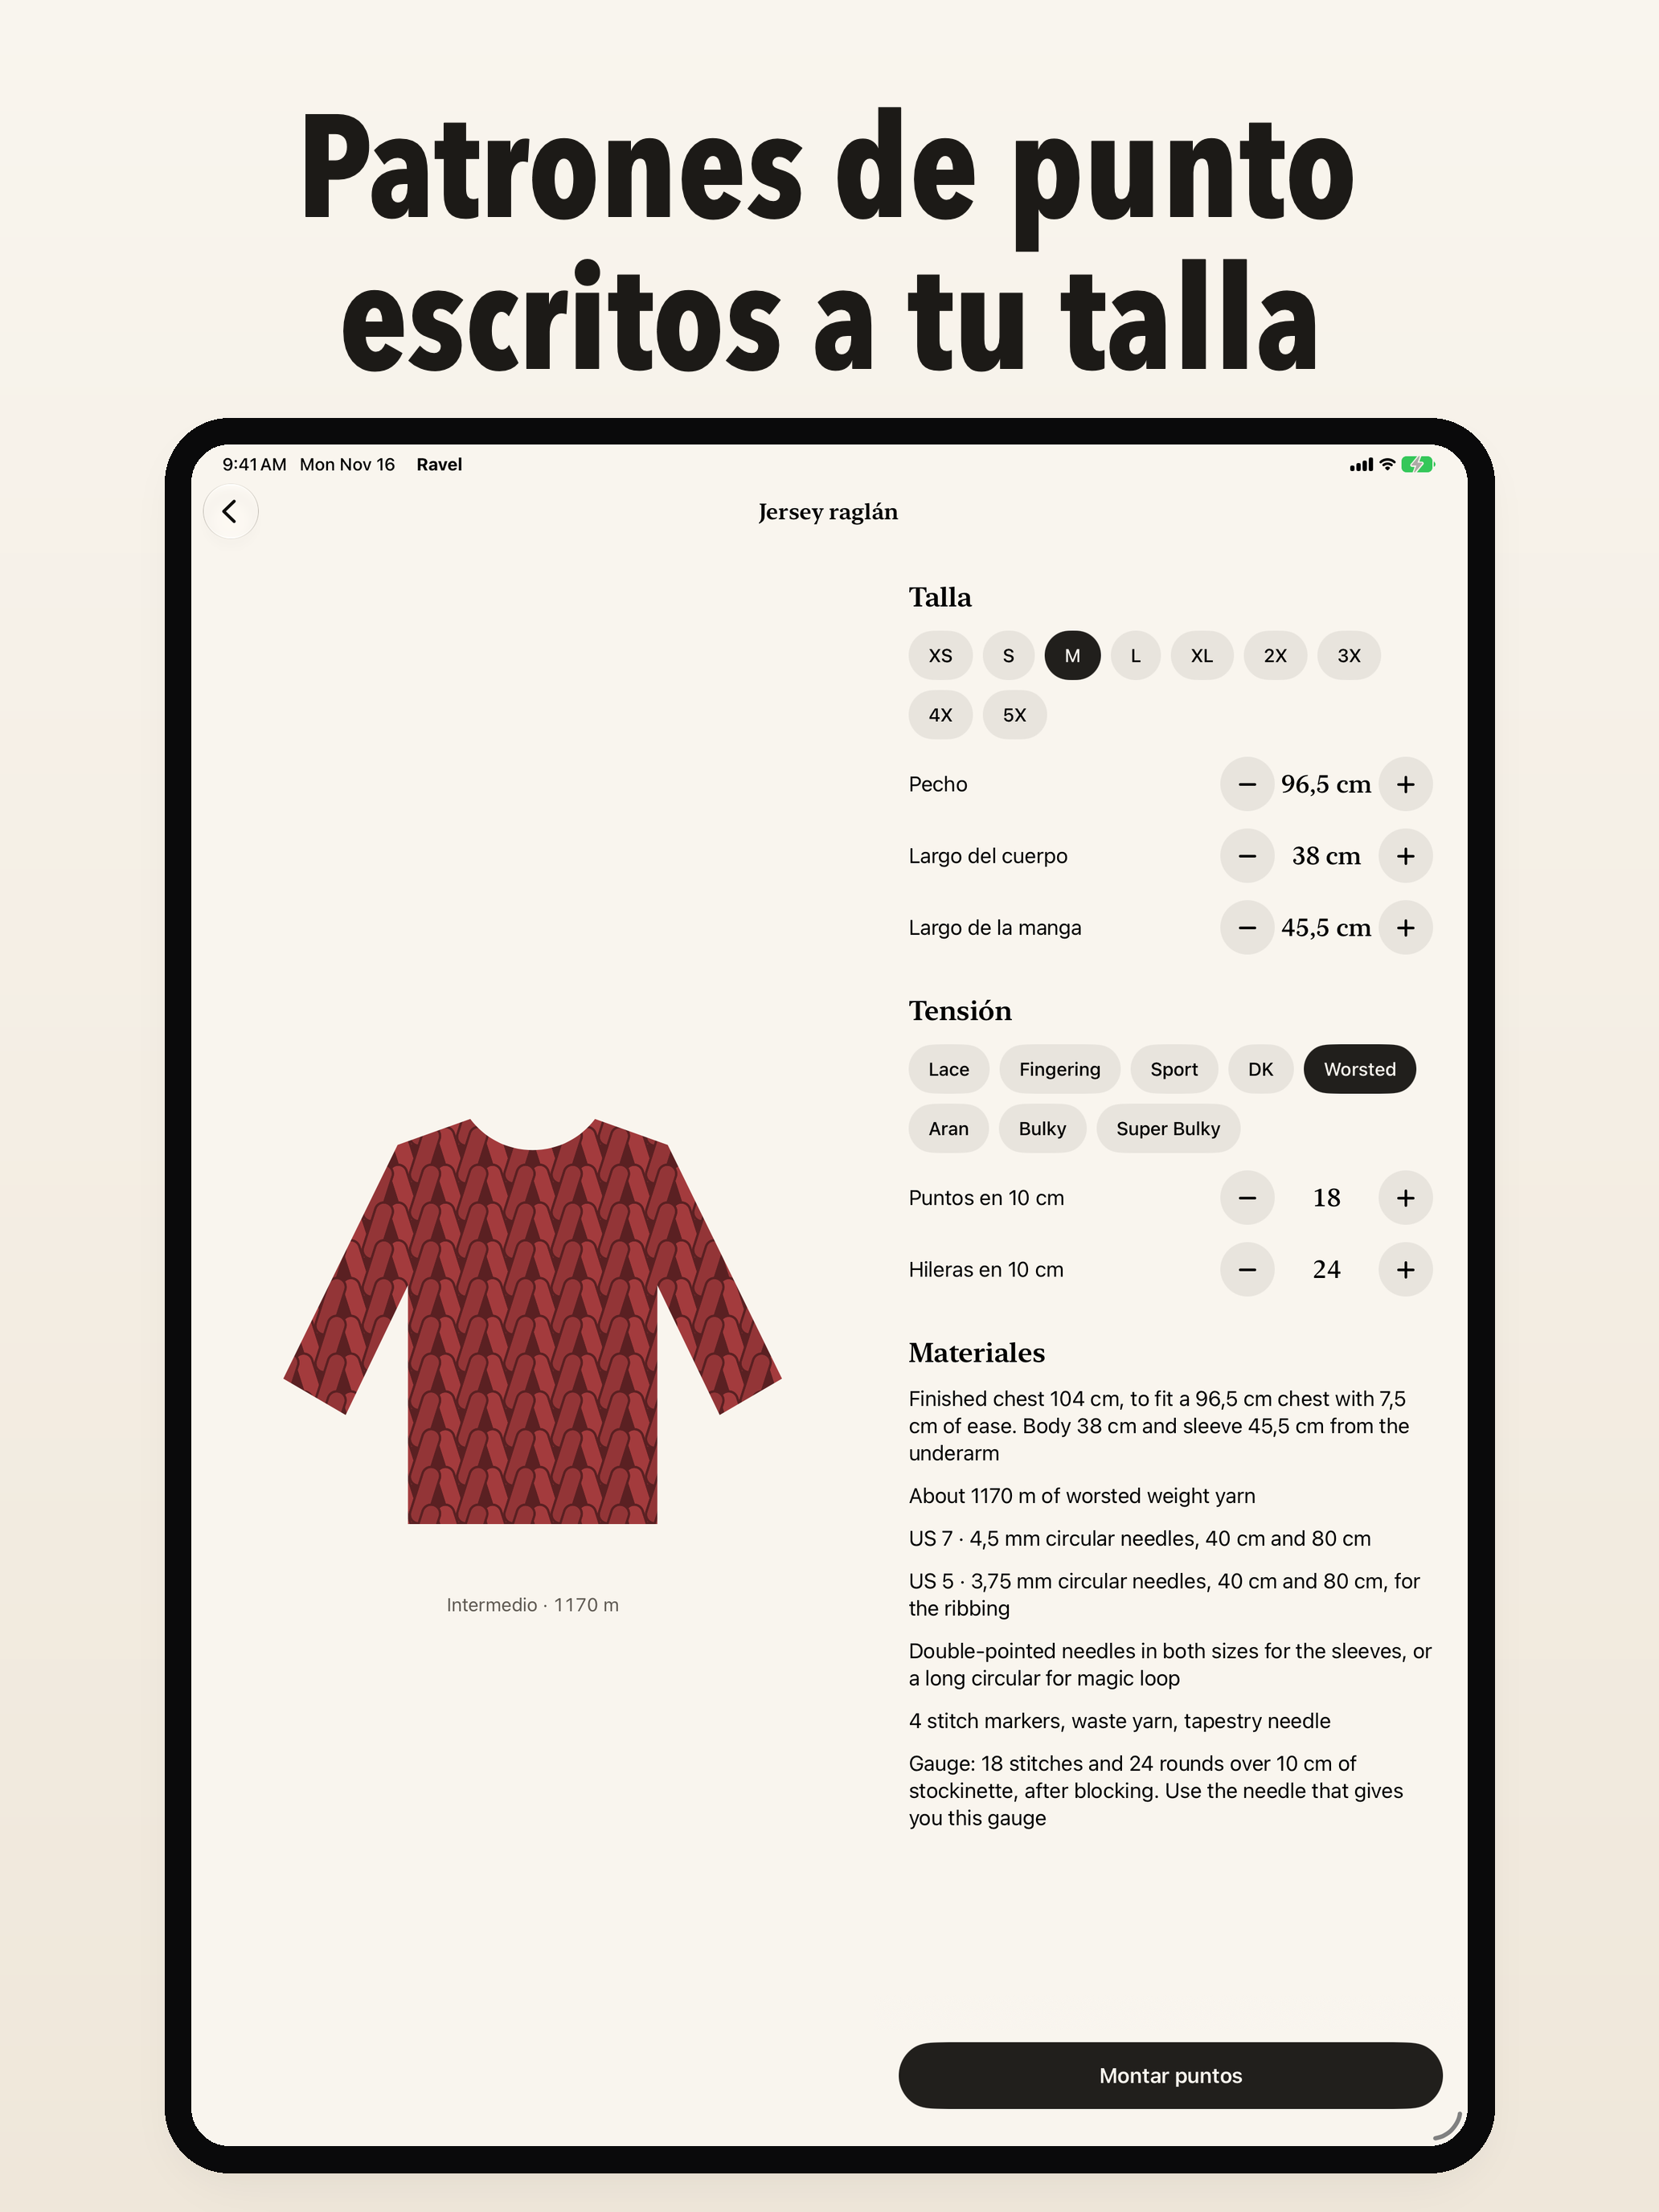 Patrones de punto
escritos a tu talla
9:41 AM Mon Nov 16 Ravel
Jersey raglán
Talla
XS S M L XL 2X 3X
4X 5X
Pecho − 96,5 cm +
Largo del cuerpo − 38 cm +
Largo de la manga − 45,5 cm +
Tensión
Lace Fingering Sport DK Worsted
Aran Bulky Super Bulky
Puntos en 10 cm − 18 +
Hileras en 10 cm − 24 +
Materiales
Finished chest 104 cm, to fit a 96,5 cm chest with 7,5
cm of ease. Body 38 cm and sleeve 45,5 cm from the
underarm
About 1170 m of worsted weight yarn
US 7 · 4,5 mm circular needles, 40 cm and 80 cm
US 5 · 3,75 mm circular needles, 40 cm and 80 cm, for
the ribbing
Double-pointed needles in both sizes for the sleeves, or
a long circular for magic loop
4 stitch markers, waste yarn, tapestry needle
Gauge: 18 stitches and 24 rounds over 10 cm of
stockinette, after blocking. Use the needle that gives
you this gauge
Intermedio · 1170 m
Montar puntos